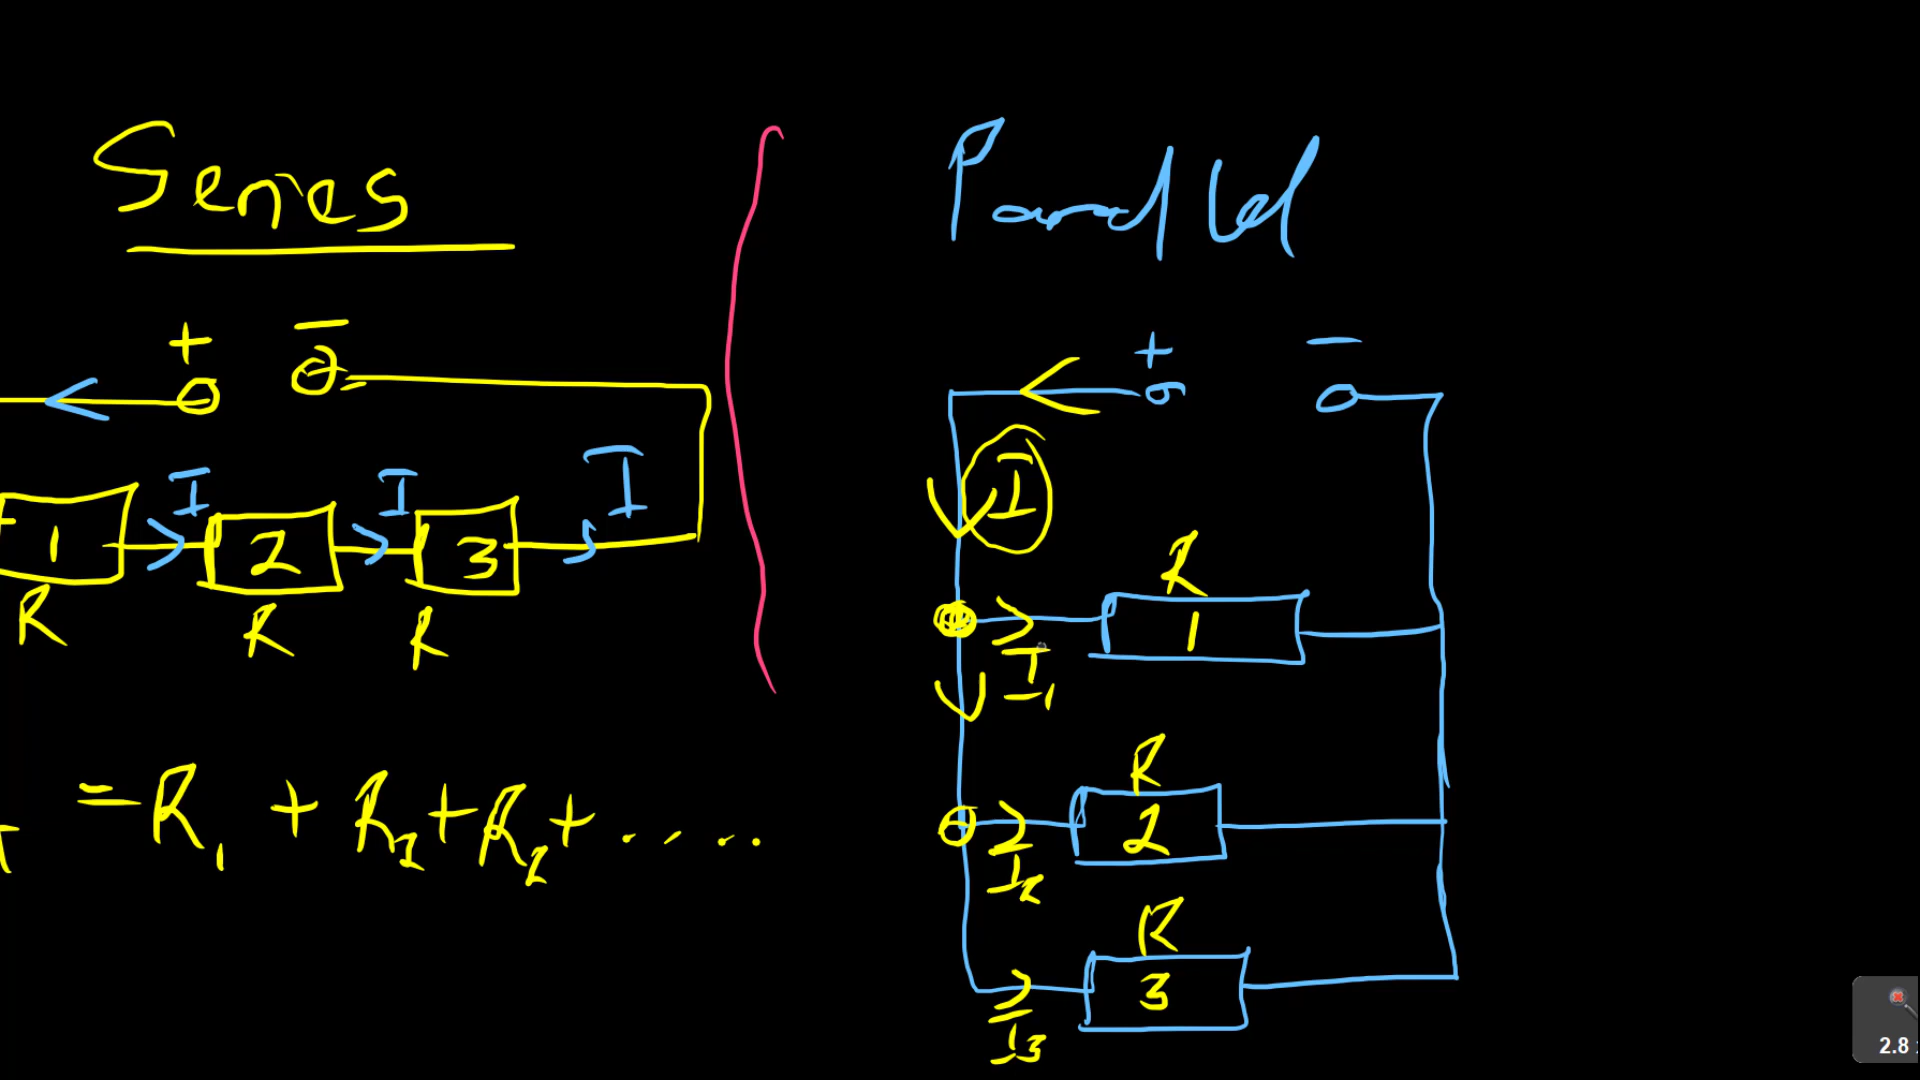 Series
+ −
I I I
1 2 3
R R R
= R₁ + R₂ + R₂ + .....
Parallel
+ −
I
R
1
I₁
R
2
I₂
R
3
I₃
2.8